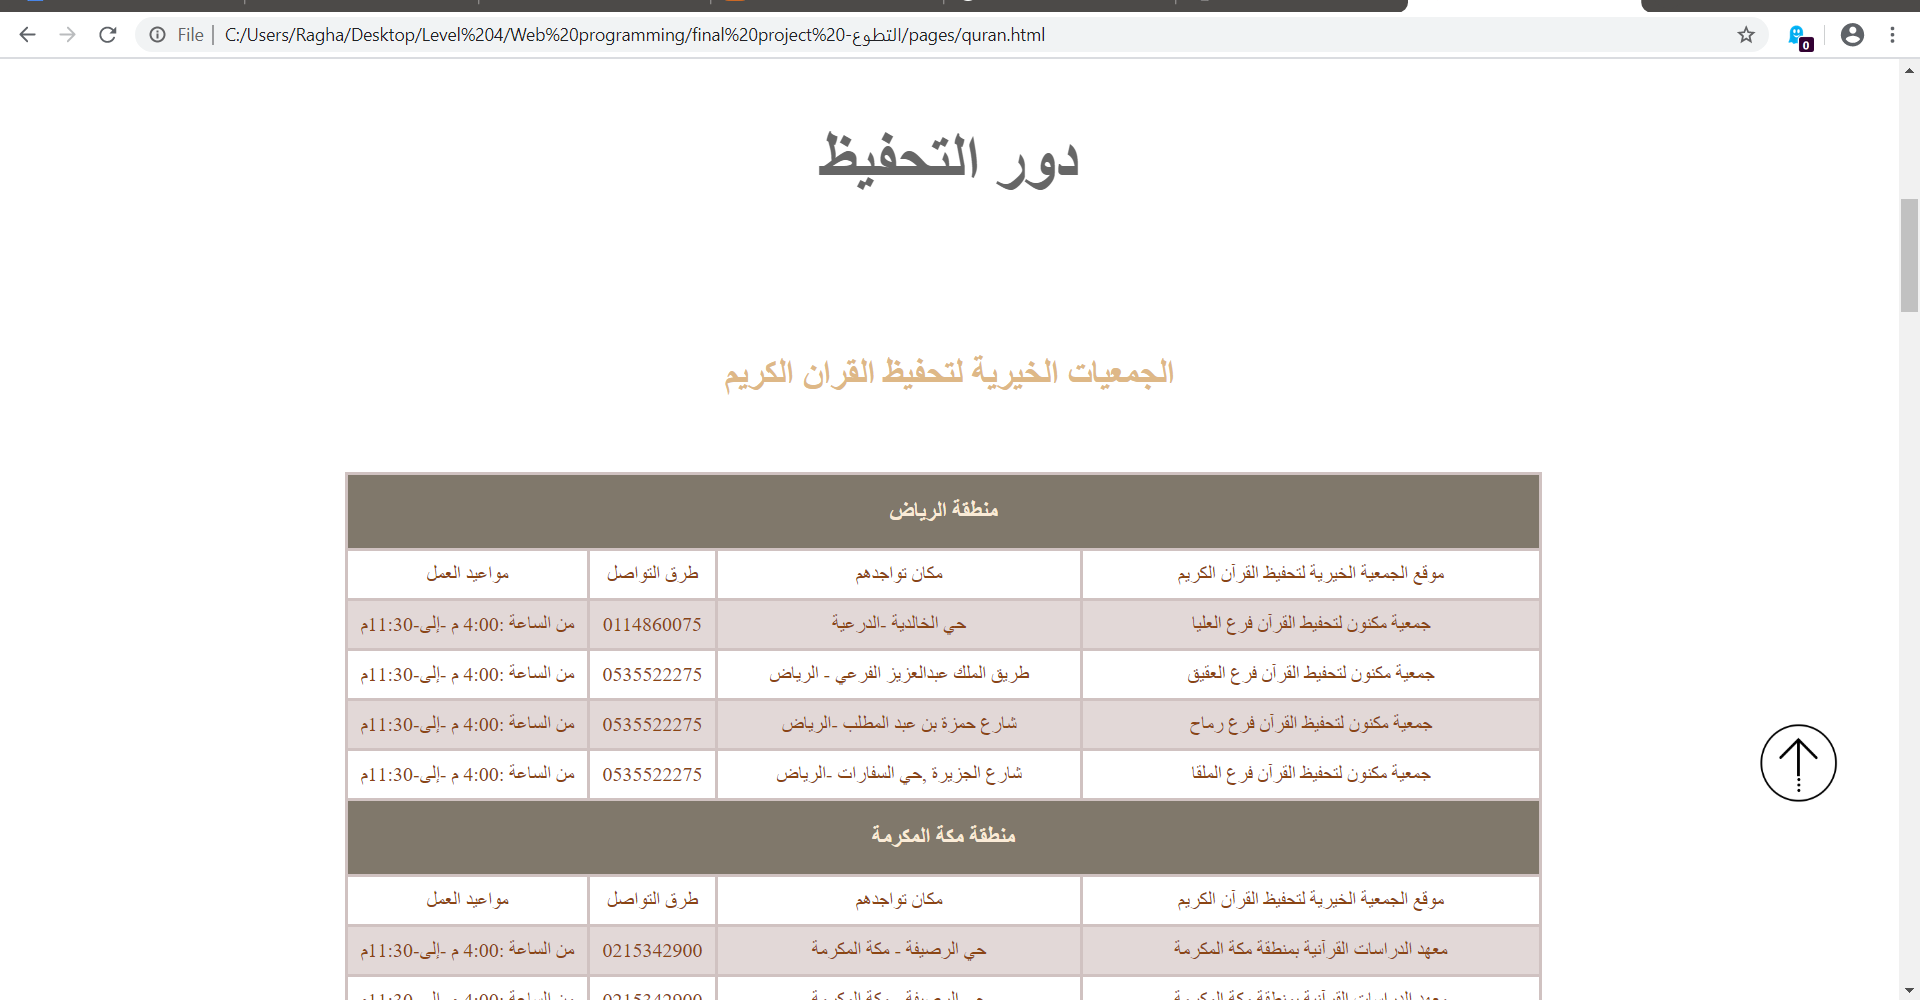 File | C:/Users/Ragha/Desktop/Level%204/Web%20programming/final%20project%20-التطوع/pages/quran.html
0
دور التحفيظ
الجمعيات الخيرية لتحفيظ القران الكريم
منطقة الرياض
موقع الجمعية الخيرية لتحفيظ القرآن الكريم مكان تواجدهم طرق التواصل مواعيد العمل
جمعية مكنون لتحفيظ القرآن فرع العليا حي الخالدية -الدرعية 0114860075 من الساعة :4:00 م -إلى-11:30م
جمعية مكنون لتحفيظ القرآن فرع العقيق طريق الملك عبدالعزيز الفرعي - الرياض 0535522275 من الساعة :4:00 م -إلى-11:30م
جمعية مكنون لتحفيظ القرآن فرع رماح شارع حمزة بن عبد المطلب -الرياض 0535522275 من الساعة :4:00 م -إلى-11:30م
جمعية مكنون لتحفيظ القرآن فرع الملقا شارع الجزيرة ,حي السفارات -الرياض 0535522275 من الساعة :4:00 م -إلى-11:30م
منطقة مكة المكرمة
موقع الجمعية الخيرية لتحفيظ القرآن الكريم مكان تواجدهم طرق التواصل مواعيد العمل
معهد الدراسات القرآنية بمنطقة مكة المكرمة حي الرصيفة - مكة المكرمة 0215342900 من الساعة :4:00 م -إلى-11:30م